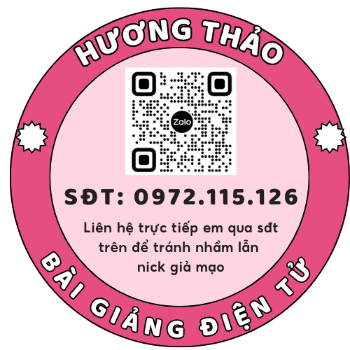 HƯƠNG THẢO
Zalo
SĐT: 0972.115.126
Liên hệ trực tiếp em qua sđt
trên để tránh nhầm lẫn
nick giả mạo
BÀI GIẢNG ĐIỆN TỬ